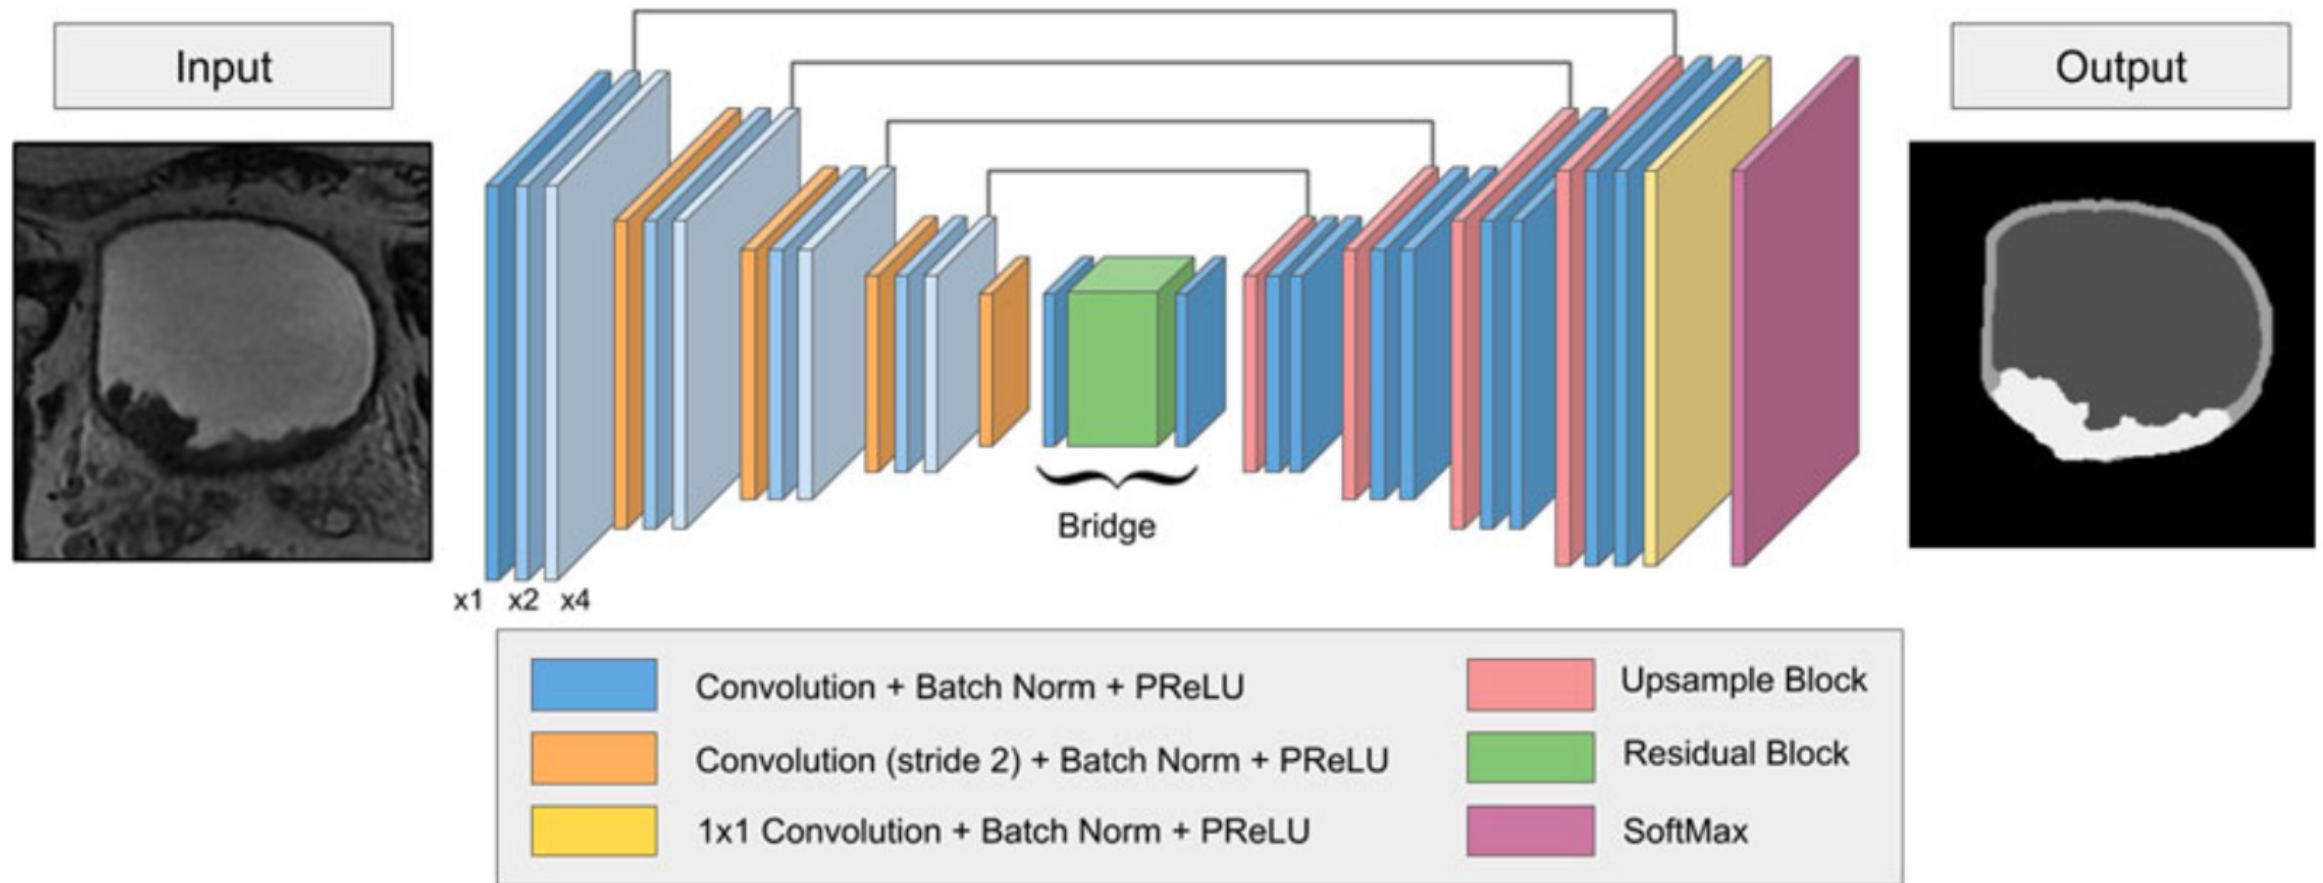 Input
Output
Bridge
x1 x2 x4
Convolution + Batch Norm + PReLU
Convolution (stride 2) + Batch Norm + PReLU
1x1 Convolution + Batch Norm + PReLU
Upsample Block
Residual Block
SoftMax